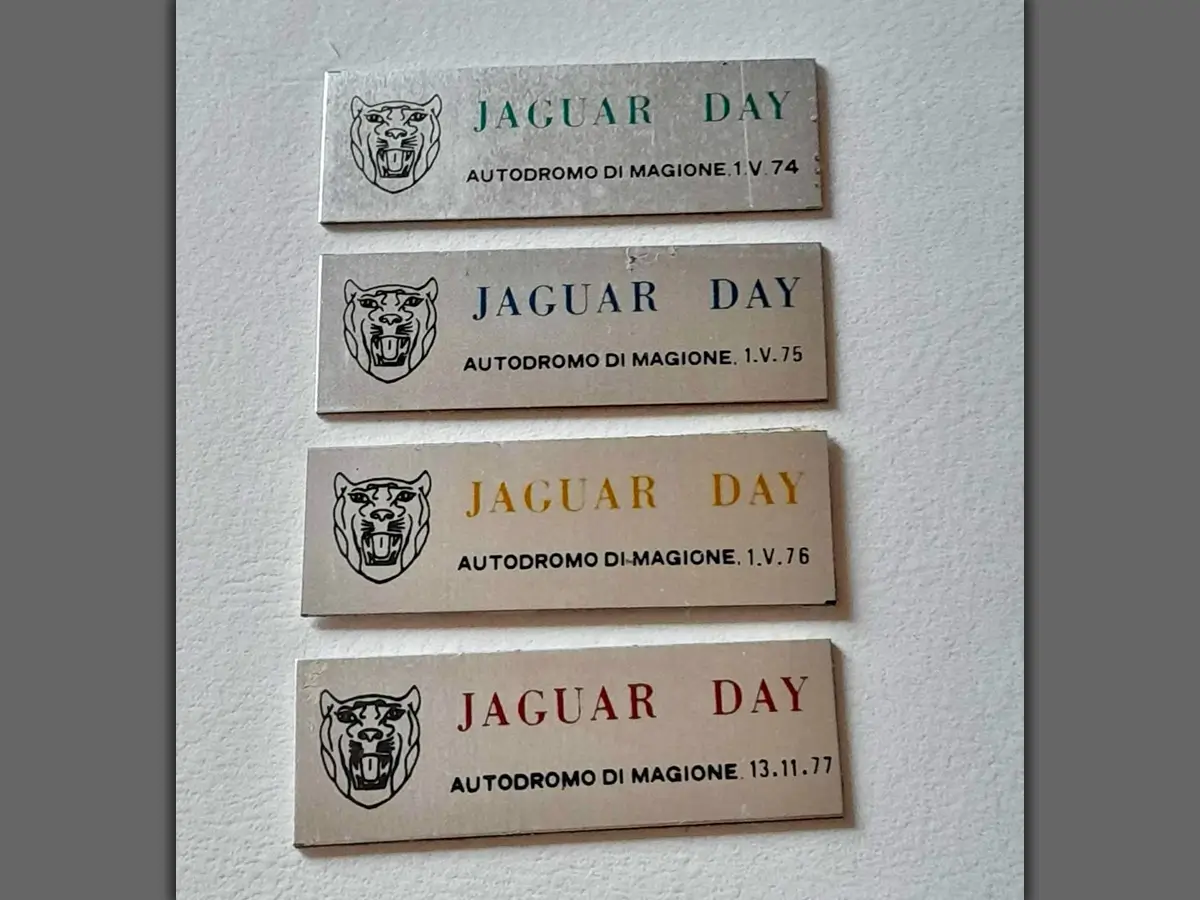 JAGUAR DAY
AUTODROMO DI MAGIONE. 1.V.74
JAGUAR DAY
AUTODROMO DI MAGIONE. 1.V.75
JAGUAR DAY
AUTODROMO DI MAGIONE. 1.V.76
JAGUAR DAY
AUTODROMO DI MAGIONE. 13.11.77